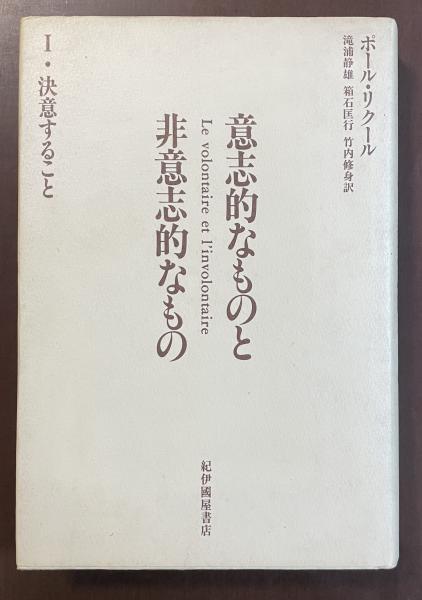 ポール・リクール
滝浦静雄 箱石匡行 竹内修身訳
意志的なものと
Le volontaire et l'involontaire
非意志的なもの
I・決意すること
紀伊國屋書店